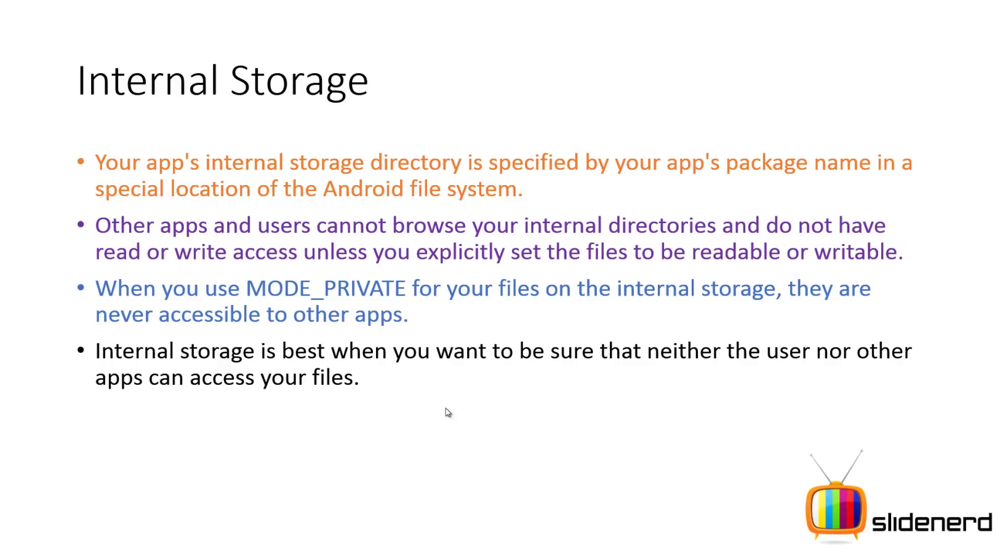 Internal Storage
• Your app's internal storage directory is specified by your app's package name in a
special location of the Android file system.
• Other apps and users cannot browse your internal directories and do not have
read or write access unless you explicitly set the files to be readable or writable.
• When you use MODE_PRIVATE for your files on the internal storage, they are
never accessible to other apps.
• Internal storage is best when you want to be sure that neither the user nor other
apps can access your files.
slidenerd